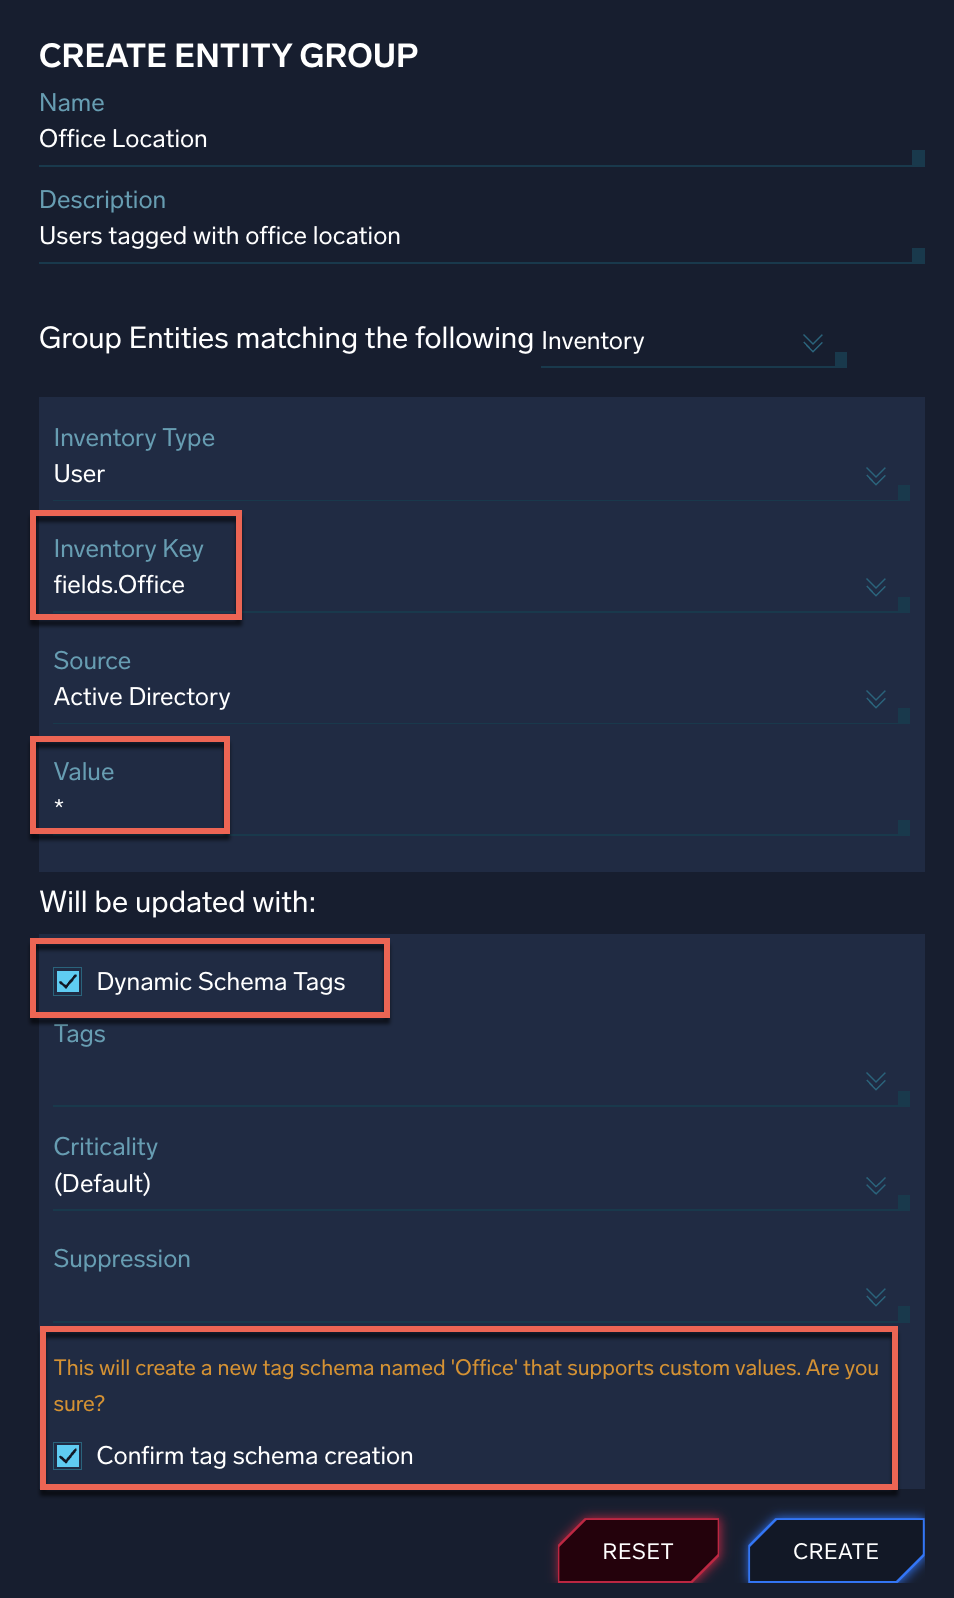 CREATE ENTITY GROUP
Name
Office Location
Description
Users tagged with office location
Group Entities matching the following Inventory
Inventory Type
User
Inventory Key
fields.Office
Source
Active Directory
Value
*
Will be updated with:
Dynamic Schema Tags
Tags
Criticality
(Default)
Suppression
This will create a new tag schema named 'Office' that supports custom values. Are you
sure?
Confirm tag schema creation
RESET CREATE